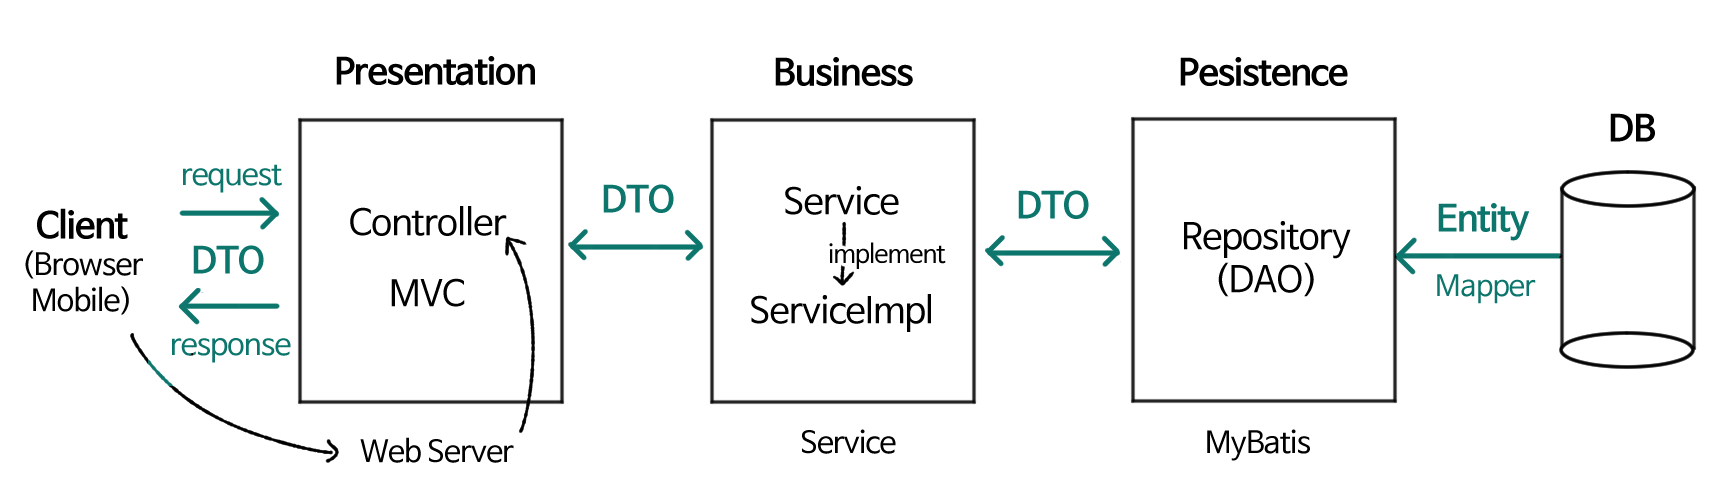 Presentation
Business
Pesistence
DB
request
Client
(Browser
Mobile)
DTO
response
Controller
MVC
Web Server
DTO
Service
implement
ServiceImpl
Service
DTO
Repository
(DAO)
MyBatis
Entity
Mapper